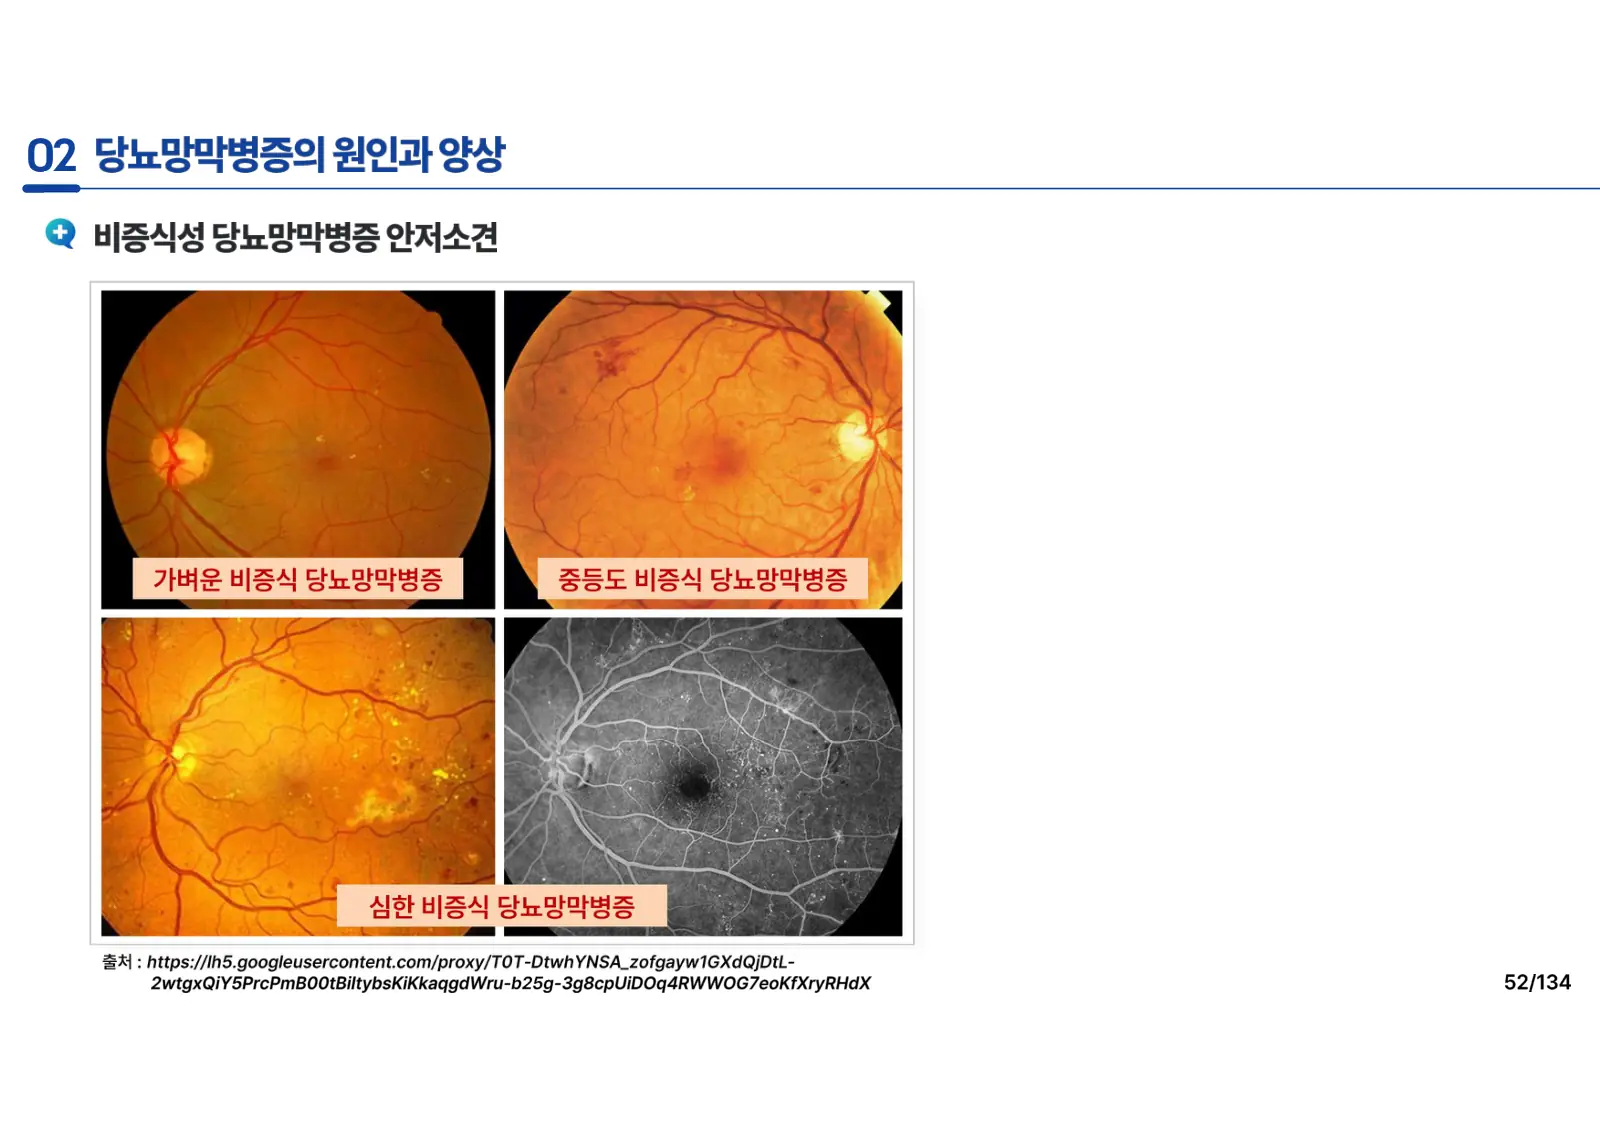 02 당뇨망막병증의 원인과 양상
비증식성 당뇨망막병증 안저소견
가벼운 비증식 당뇨망막병증
중등도 비증식 당뇨망막병증
심한 비증식 당뇨망막병증
출처 : https://lh5.googleusercontent.com/proxy/T0T-DtwhYNSA_zofgayw1GXdQjDtL-
2wtgxQiY5PrcPmB00tBiltybsKiKkaqgdWru-b25g-3g8cpUiDOq4RWWOG7eoKfXryRHdX
52/134